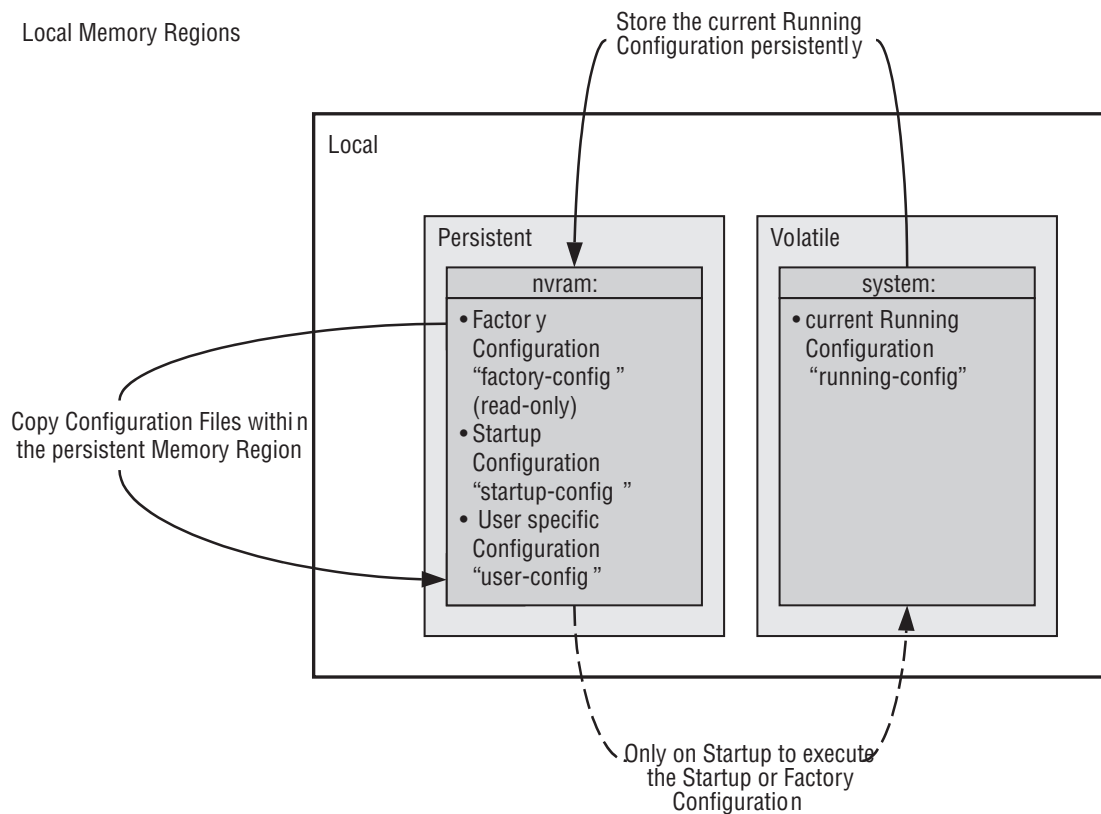 Local Memory Regions
Store the current Running
Configuration persistently
Local
Persistent
nvram:
• Factory
Configuration
“factory-config”
(read-only)
• Startup
Configuration
“startup-config”
• User specific
Configuration
“user-config”
Volatile
system:
• current Running
Configuration
“running-config”
Copy Configuration Files within
the persistent Memory Region
Only on Startup to execute
the Startup or Factory
Configuration